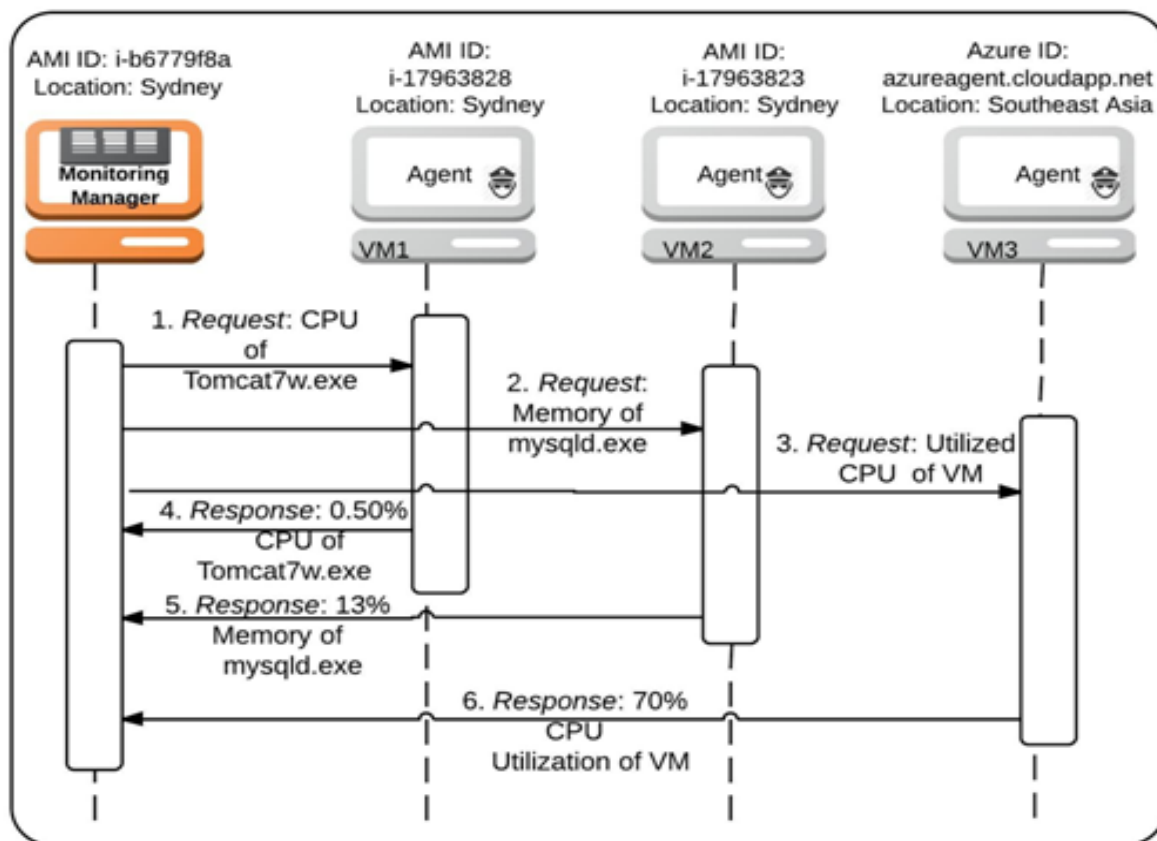 AMI ID: i-b6779f8a
Location: Sydney
AMI ID:
i-17963828
Location: Sydney
AMI ID:
i-17963823
Location: Sydney
Azure ID:
azureagent.cloudapp.net
Location: Southeast Asia
Monitoring
Manager
Agent
VM1
Agent
VM2
Agent
VM3
1. Request: CPU
of
Tomcat7w.exe
2. Request:
Memory of
mysqld.exe
3. Request: Utilized
CPU of VM
4. Response: 0.50%
CPU of
Tomcat7w.exe
5. Response: 13%
Memory of
mysqld.exe
6. Response: 70%
CPU
Utilization of VM